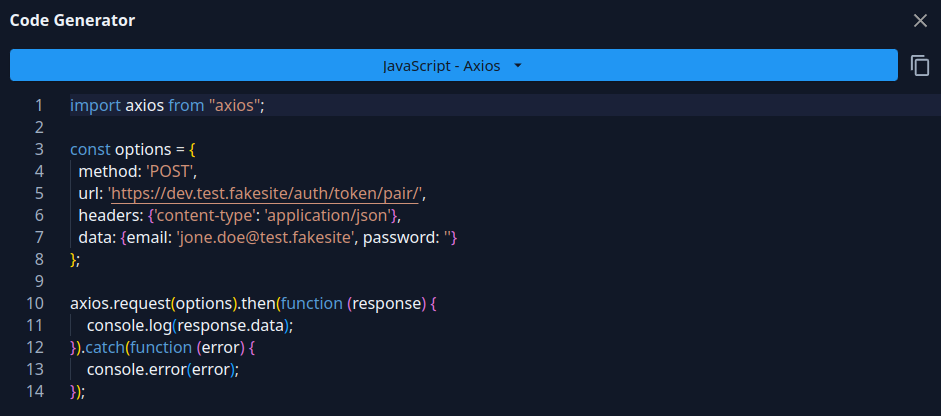 Code Generator
JavaScript - Axios
1 import axios from "axios";
2
3 const options = {
4   method: 'POST',
5   url: 'https://dev.test.fakesite/auth/token/pair/',
6   headers: {'content-type': 'application/json'},
7   data: {email: 'jone.doe@test.fakesite', password: ''}
8 };
9
10 axios.request(options).then(function (response) {
11     console.log(response.data);
12 }).catch(function (error) {
13     console.error(error);
14 });